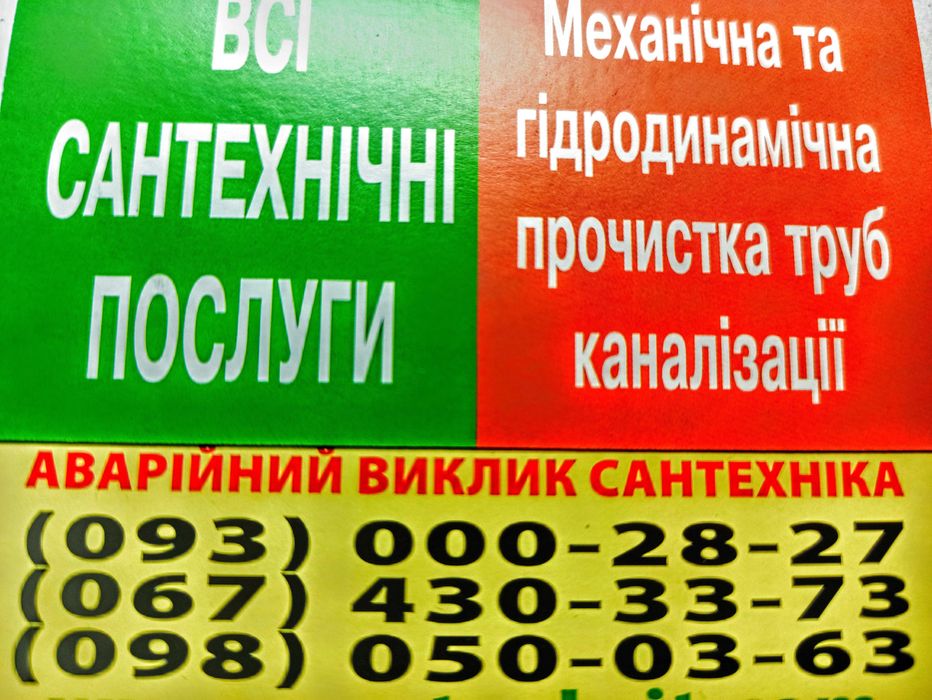 ВСІ
САНТЕХНІЧНІ
ПОСЛУГИ
Механічна та
гідродинамічна
прочистка труб
каналізації
АВАРІЙНИЙ ВИКЛИК САНТЕХНІКА
(093) 000-28-27
(067) 430-33-73
(098) 050-03-63